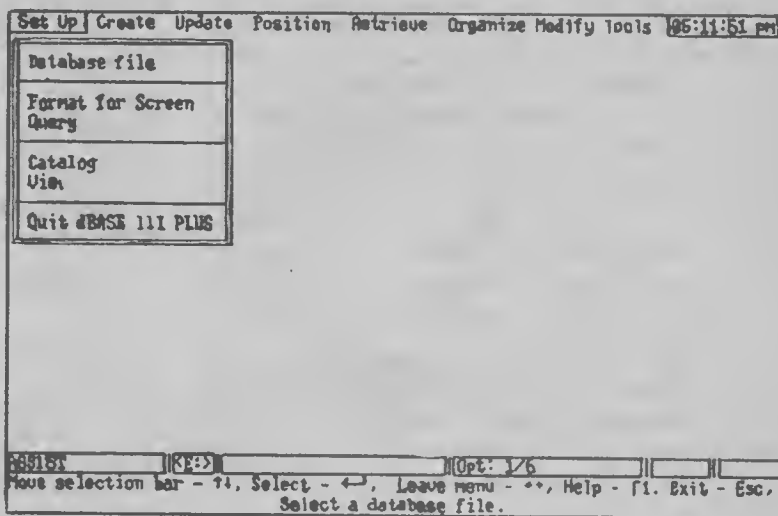 Set Up Create Update Position Retrieve Organize Modify Tools 05:11:51 pm
Database file
Format for Screen
Query
Catalog
View
Quit dBASE III PLUS
ASSIST <E:> Opt: 1/6
Move selection bar - ↑↓, Select - ←┘, Leave menu - ↔, Help - F1. Exit - Esc,
Select a database file.